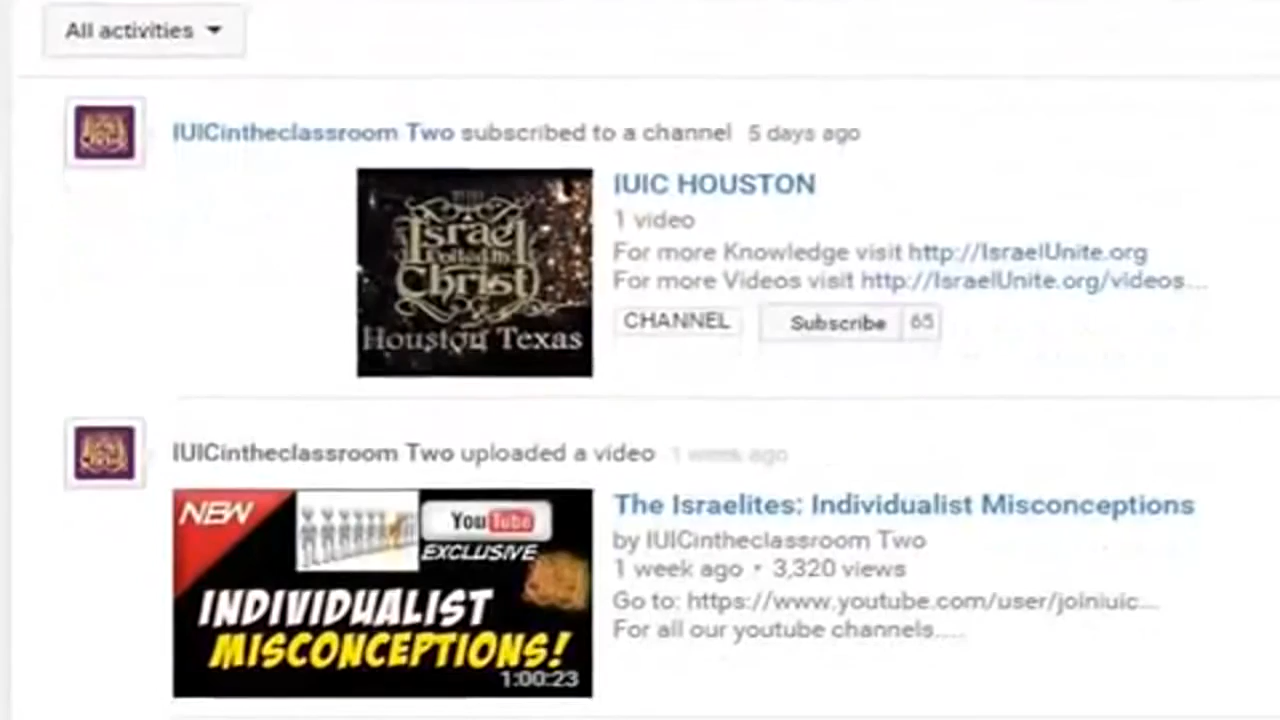 All activities
IUICintheclassroom Two subscribed to a channel 5 days ago
Israel
United In
Christ
Houston Texas
IUIC HOUSTON
1 video
For more Knowledge visit http://IsraelUnite.org
For more Videos visit http://IsraelUnite.org/videos...
CHANNEL
Subscribe 65
IUICintheclassroom Two uploaded a video 1 week ago
NEW
YouTube
EXCLUSIVE
INDIVIDUALIST
MISCONCEPTIONS!
1:00:23
The Israelites: Individualist Misconceptions
by IUICintheclassroom Two
1 week ago • 3,320 views
Go to: https://www.youtube.com/user/joiniuic...
For all our youtube channels....